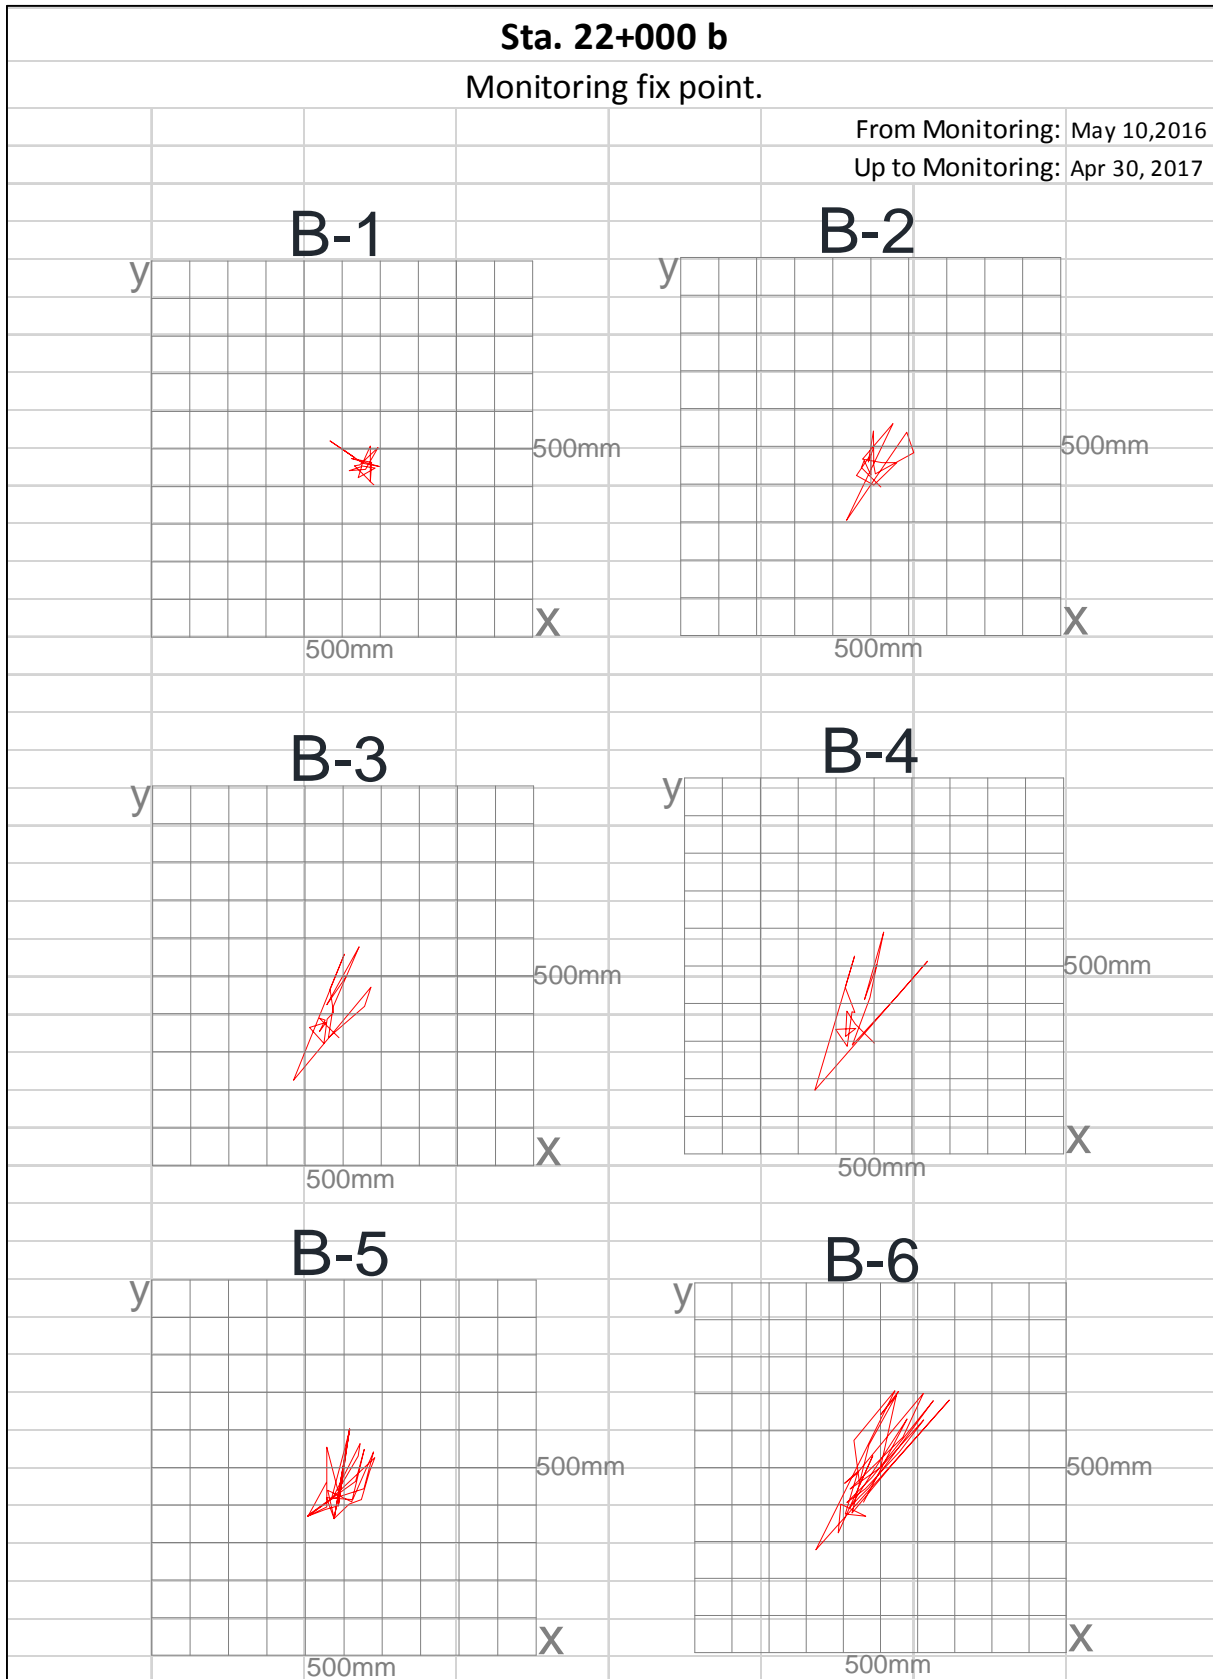 Sta. 22+000 b
Monitoring fix point.
From Monitoring: May 10,2016
Up to Monitoring: Apr 30, 2017
B-1
y
500mm
X
500mm
B-2
y
500mm
X
500mm
B-3
y
500mm
X
500mm
B-4
y
500mm
X
500mm
B-5
y
500mm
X
500mm
B-6
y
500mm
X
500mm